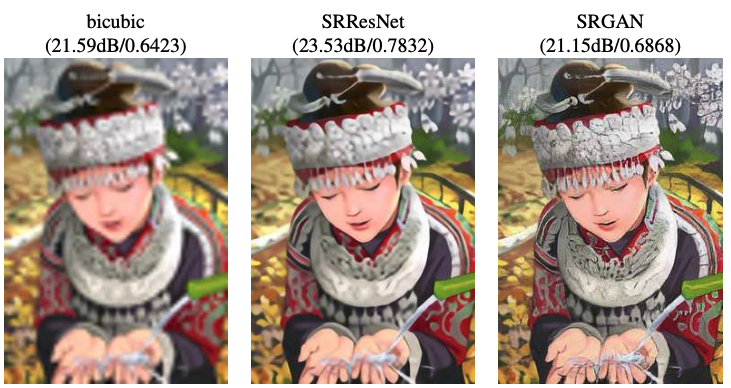 bicubic
(21.59dB/0.6423)
SRResNet
(23.53dB/0.7832)
SRGAN
(21.15dB/0.6868)